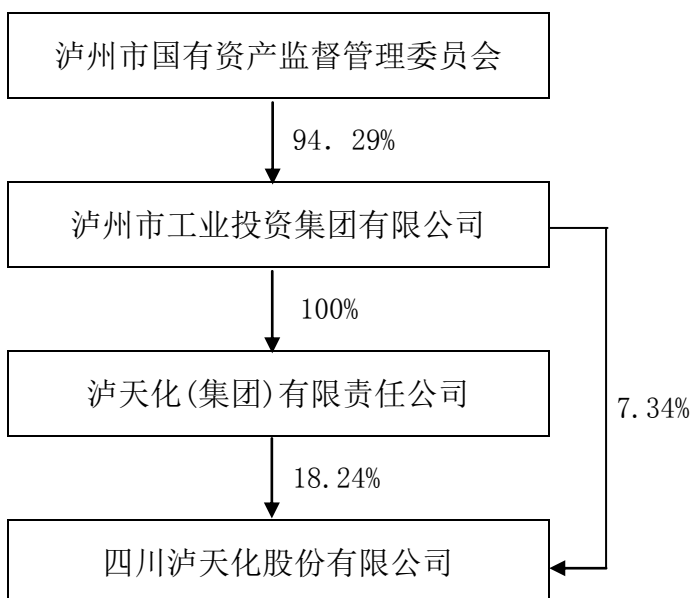 泸州市国有资产监督管理委员会
94. 29%
泸州市工业投资集团有限公司
100%
泸天化(集团)有限责任公司
7.34%
18.24%
四川泸天化股份有限公司